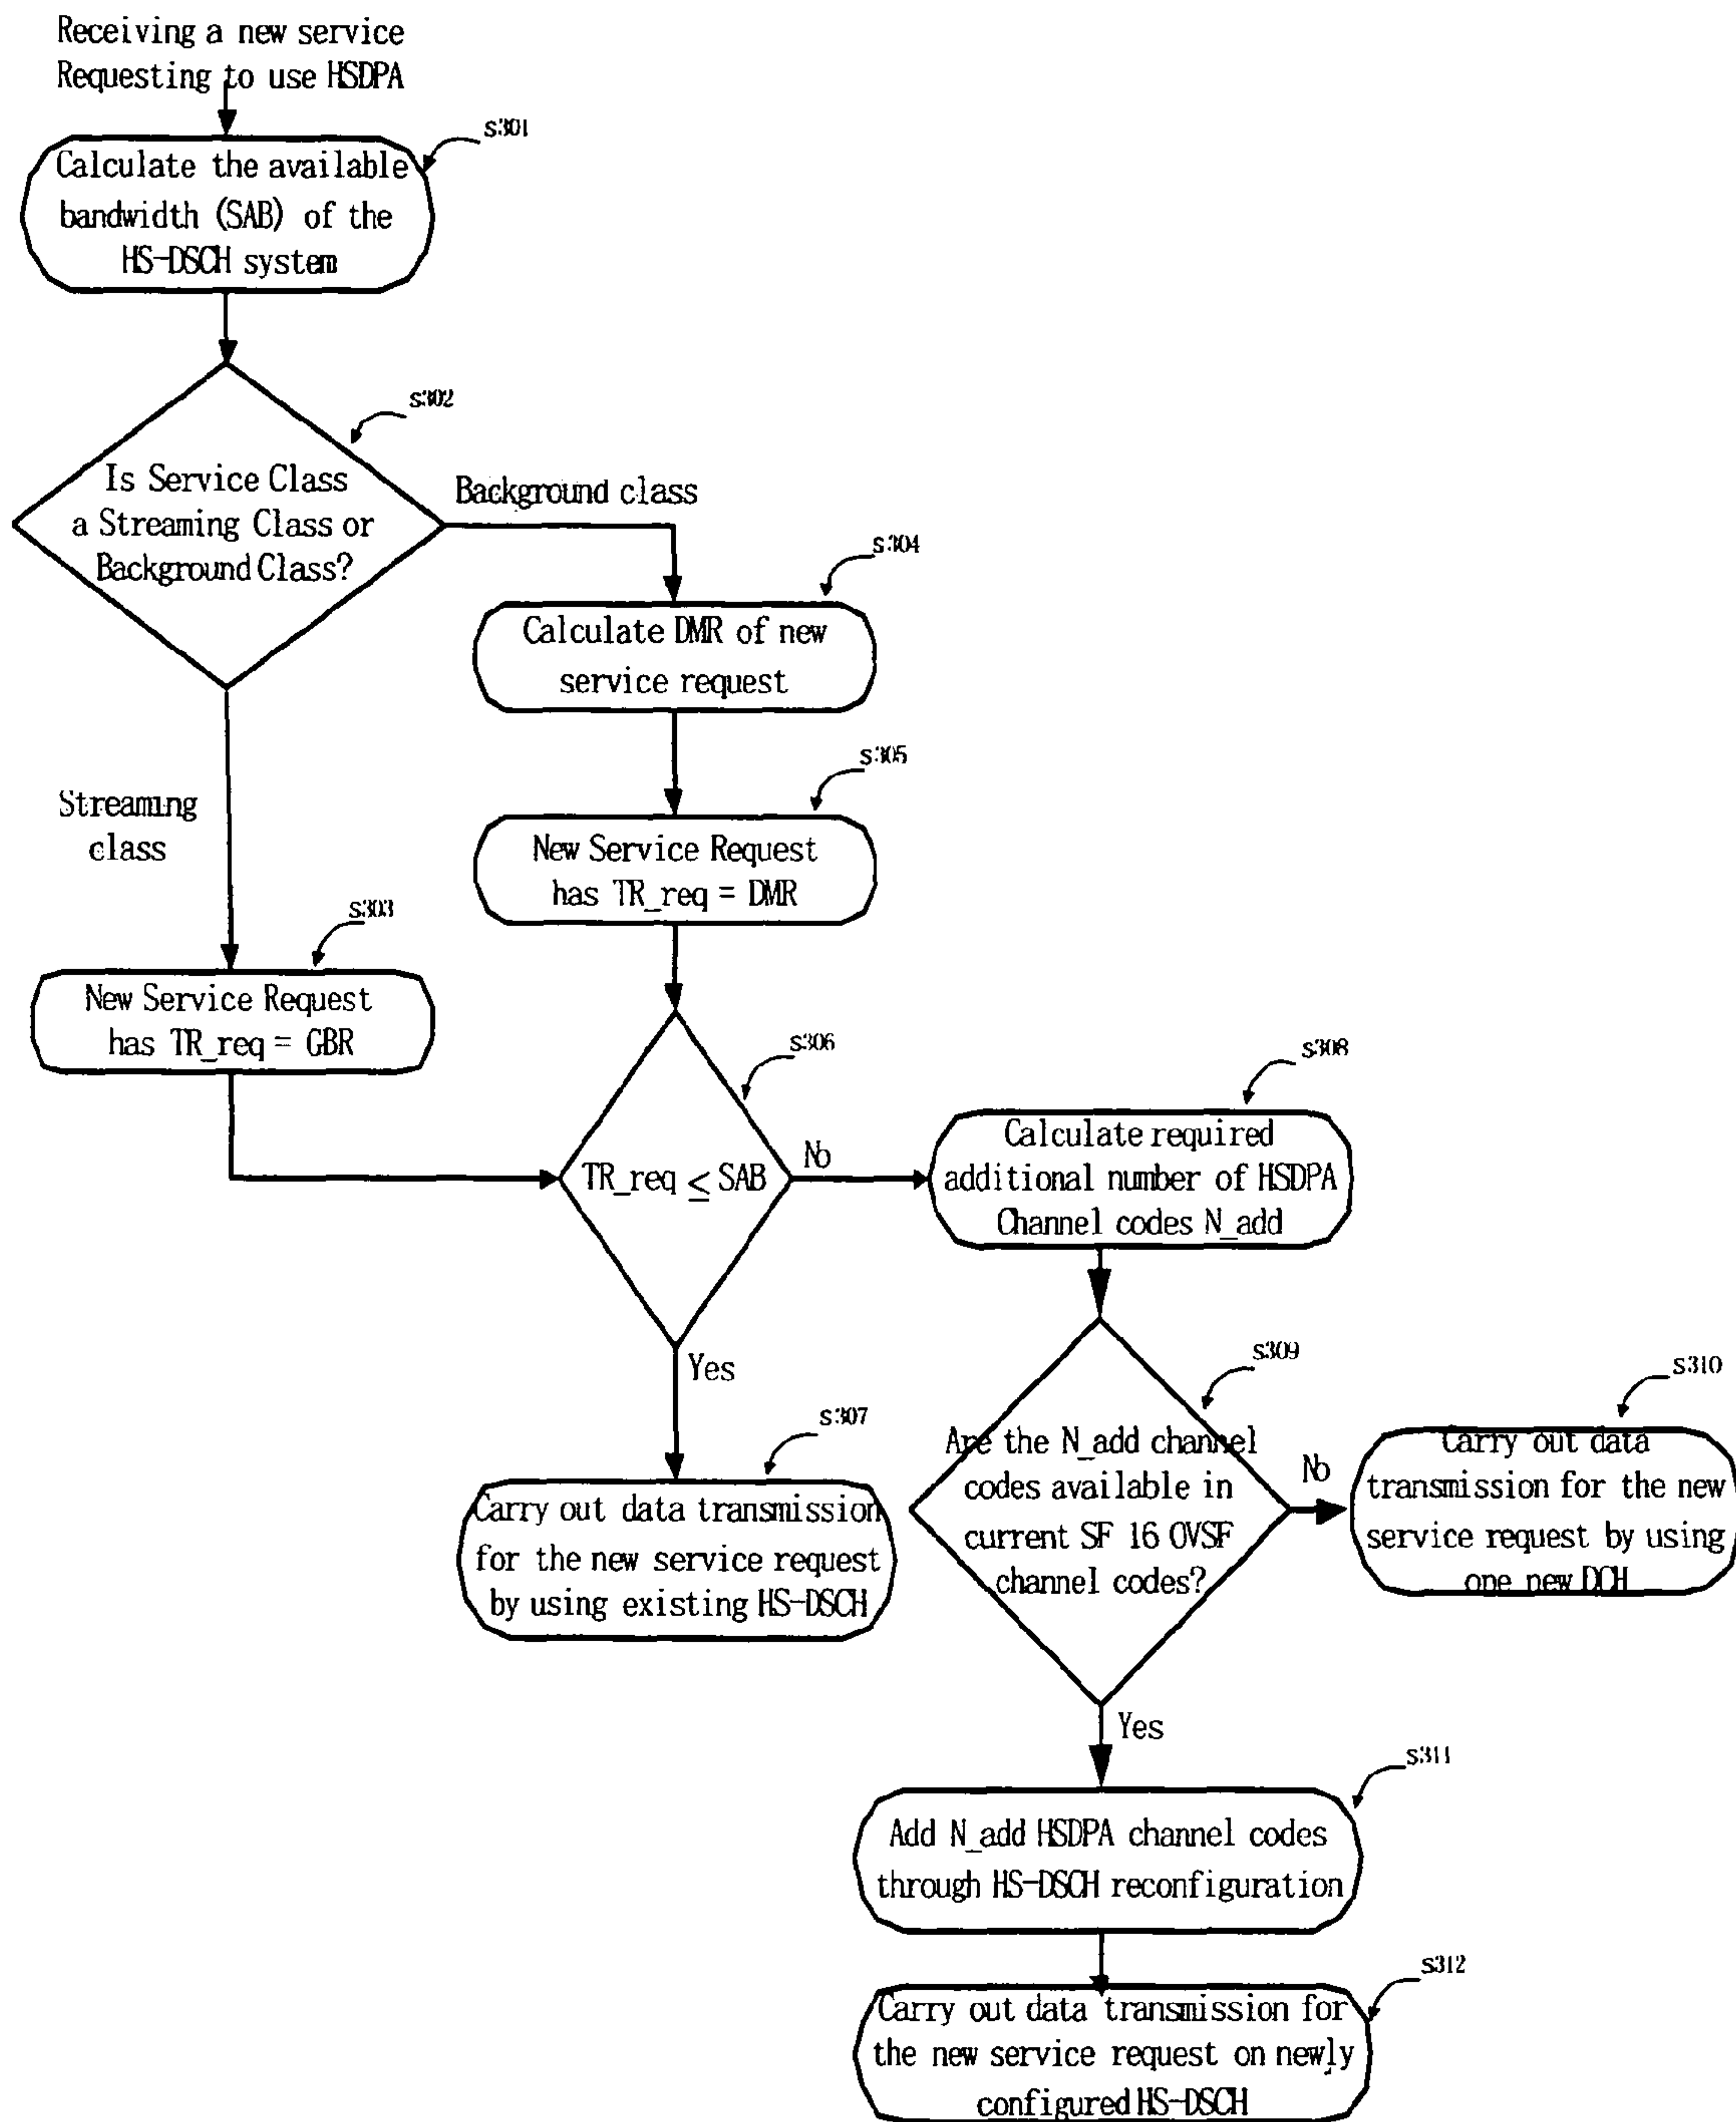 Receiving a new service
Requesting to use HSDPA
s301
Calculate the available
bandwidth (SAB) of the
HS-DSCH system
s302
Is Service Class
a Streaming Class or
Background Class?
Background class
s304
Calculate DMR of new
service request
s305
New Service Request
has TR_req = DMR
Streaming
class
s303
New Service Request
has TR_req = GBR
s306
TR_req ≤ SAB
No
s308
Calculate required
additional number of HSDPA
Channel codes N_add
Yes
s307
Carry out data transmission
for the new service request
by using existing HS-DSCH
s309
Are the N_add channel
codes available in
current SF 16 OVSF
channel codes?
No
s310
Carry out data
transmission for the new
service request by using
one new DCH
Yes
s311
Add N_add HSDPA channel codes
through HS-DSCH reconfiguration
s312
Carry out data transmission for
the new service request on newly
configured HS-DSCH